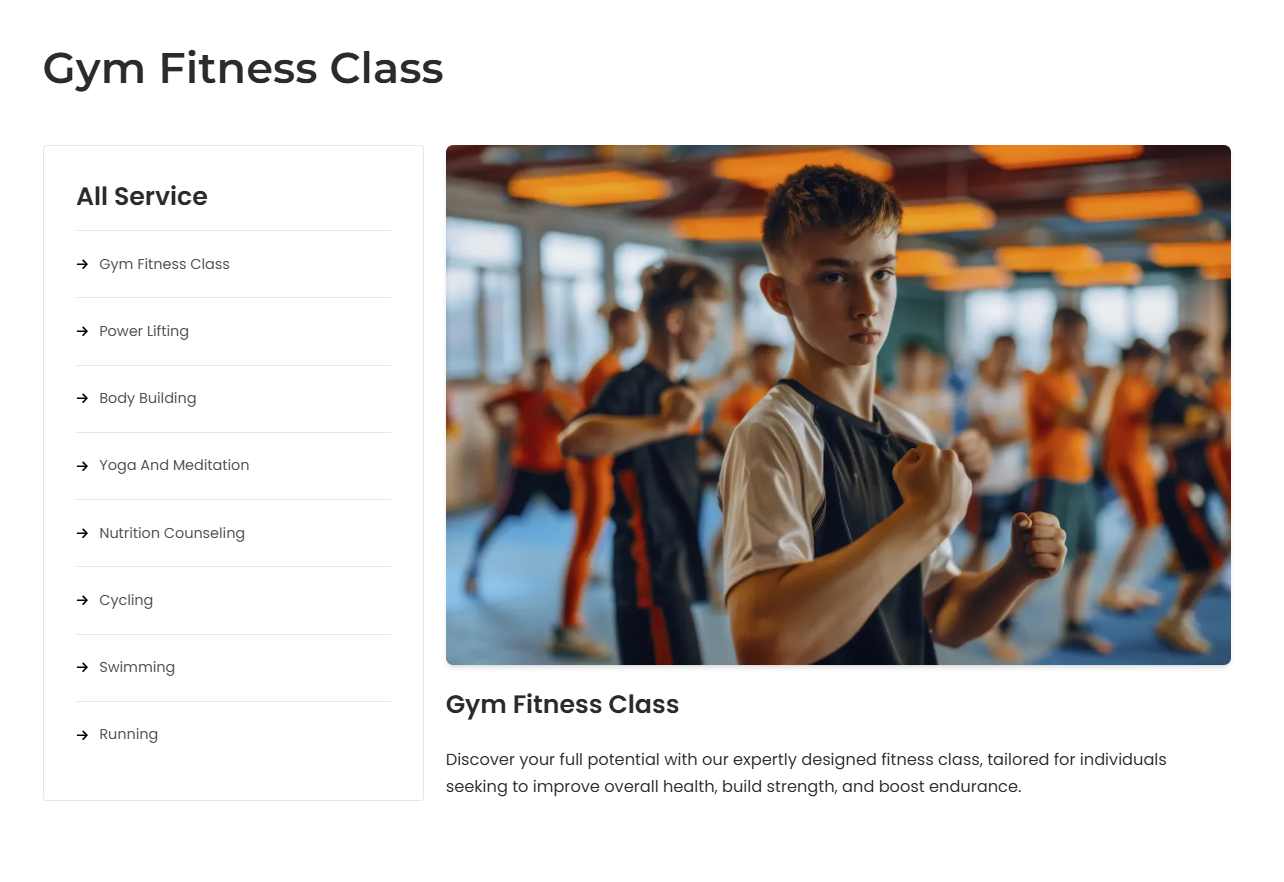 Gym Fitness Class
All Service
Gym Fitness Class
Power Lifting
Body Building
Yoga And Meditation
Nutrition Counseling
Cycling
Swimming
Running
Gym Fitness Class
Discover your full potential with our expertly designed fitness class, tailored for individuals
seeking to improve overall health, build strength, and boost endurance.